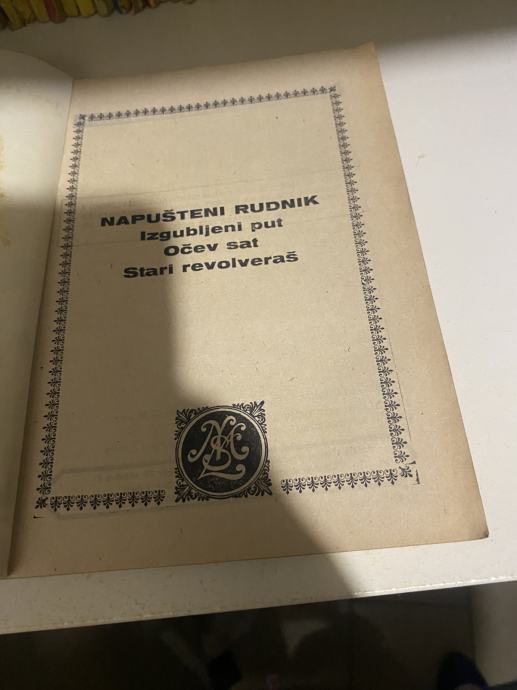 NAPUŠTENI RUDNIK
Izgubljeni put
Očev sat
Stari revolveraš